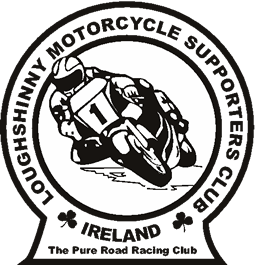 LOUGHSHINNY MOTORCYCLE SUPPORTERS CLUB
1
IRELAND
The Pure Road Racing Club